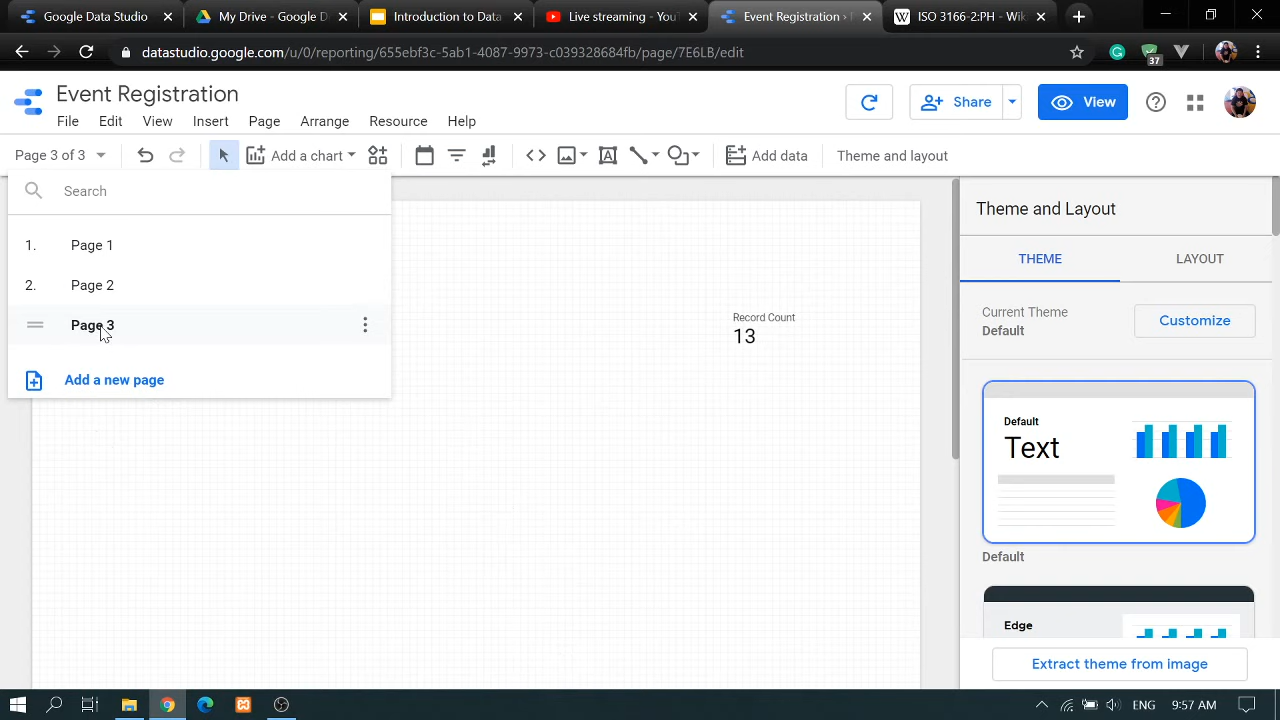 Google Data Studio
My Drive - Google D
Introduction to Data
Live streaming - You
Event Registration ›
ISO 3166-2:PH - Wik
datastudio.google.com/u/0/reporting/655ebf3c-5ab1-4087-9973-c039328684fb/page/7E6LB/edit
37
Event Registration
Share
View
File Edit View Insert Page Arrange Resource Help
Page 3 of 3
Add a chart
Add data
Theme and layout
Search
1. Page 1
2. Page 2
Page 3
Add a new page
Record Count
13
Theme and Layout
THEME
LAYOUT
Current Theme
Default
Customize
Default
Text
Default
Edge
Extract theme from image
ENG
9:57 AM